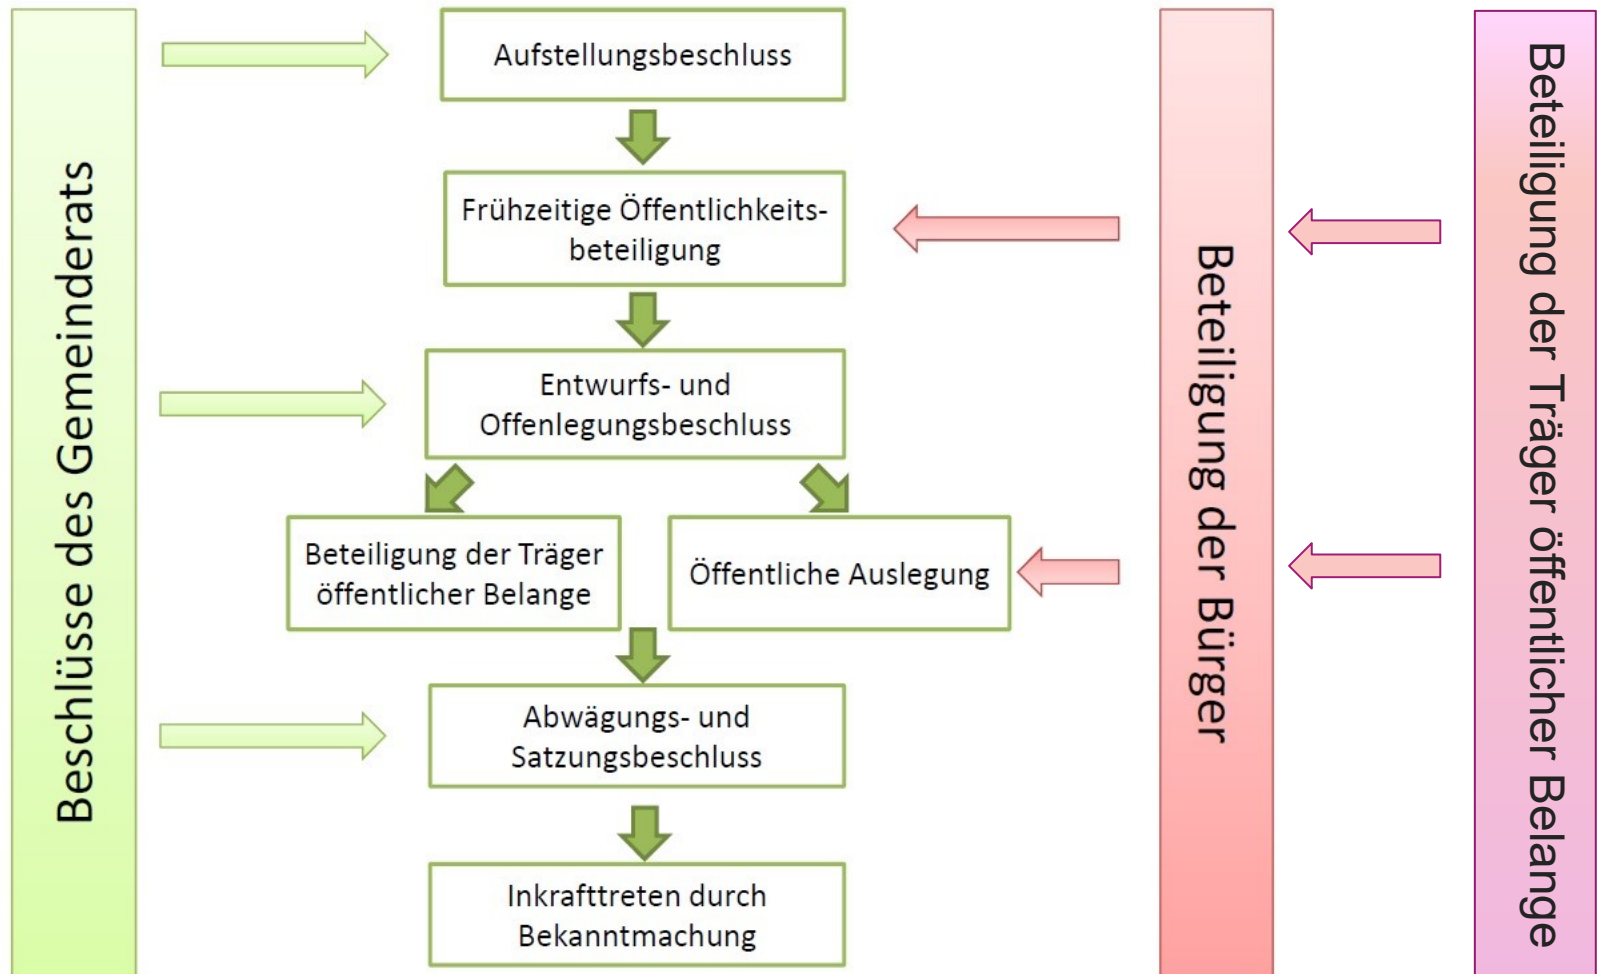 Beschlüsse des Gemeinderats
Aufstellungsbeschluss
Frühzeitige Öffentlichkeits-
beteiligung
Entwurfs- und
Offenlegungsbeschluss
Beteiligung der Träger
öffentlicher Belange
Öffentliche Auslegung
Abwägungs- und
Satzungsbeschluss
Inkrafttreten durch
Bekanntmachung
Beteiligung der Bürger
Beteiligung der Träger öffentlicher Belange